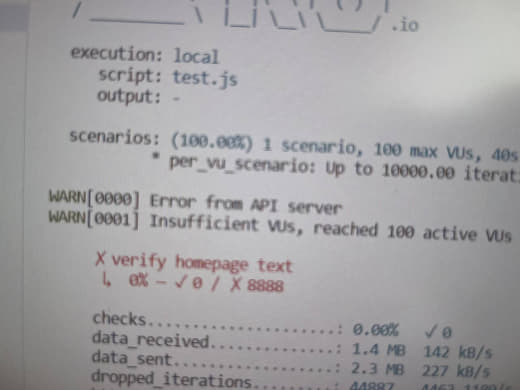 .io
execution: local
script: test.js
output: -
scenarios: (100.00%) 1 scenario, 100 max VUs, 40s
* per_vu_scenario: Up to 10000.00 iterati
WARN[0000] Error from API server
WARN[0001] Insufficient VUs, reached 100 active VUs
✗ verify homepage text
↳ 0% — ✓ 0 / ✗ 8888
checks.....................: 0.00% ✓ 0
data_received..............: 1.4 MB 142 kB/s
data_sent..................: 2.3 MB 227 kB/s
dropped_iterations